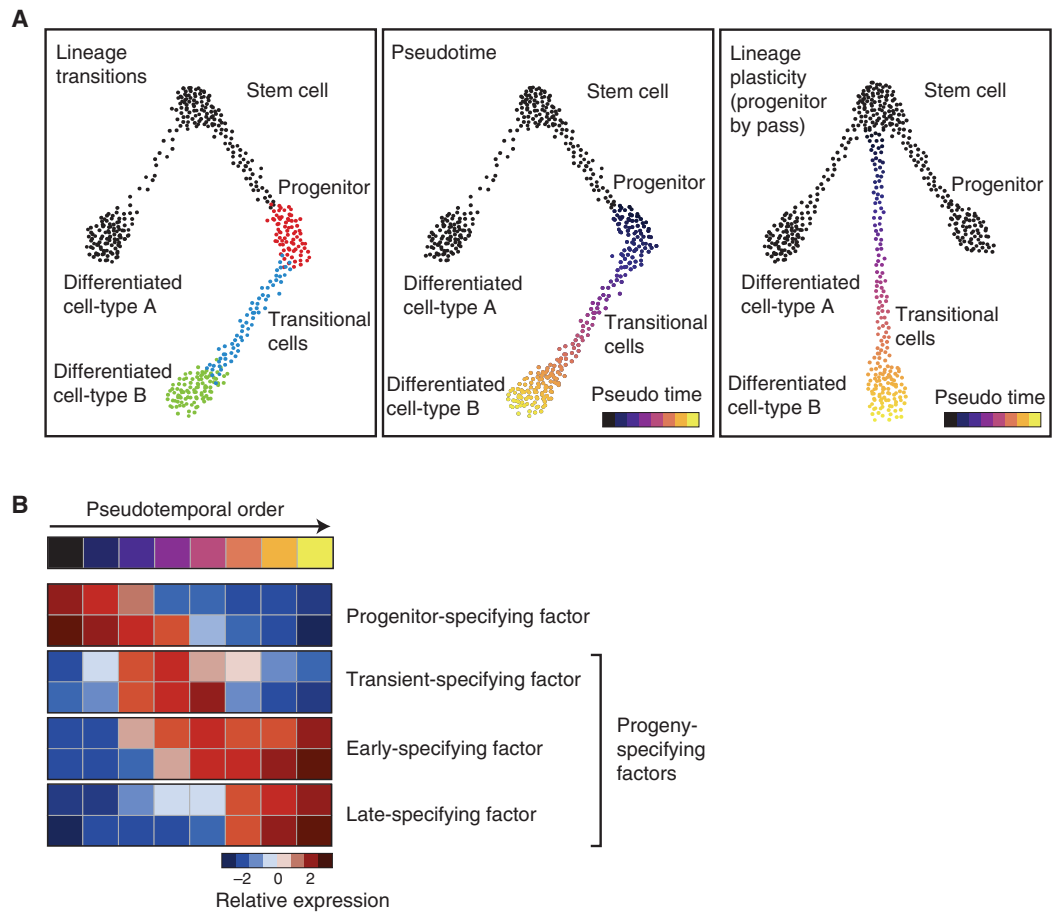 A
Lineage
transitions
Stem cell
Progenitor
Differentiated
cell-type A
Transitional
cells
Differentiated
cell-type B
Pseudotime
Stem cell
Progenitor
Differentiated
cell-type A
Transitional
cells
Differentiated
cell-type B
Pseudo time
Lineage
plasticity
(progenitor
by pass)
Stem cell
Progenitor
Differentiated
cell-type A
Transitional
cells
Differentiated
cell-type B
Pseudo time
B
Pseudotemporal order
Progenitor-specifying factor
Transient-specifying factor
Early-specifying factor
Late-specifying factor
Progeny-
specifying
factors
−2 0 2
Relative expression